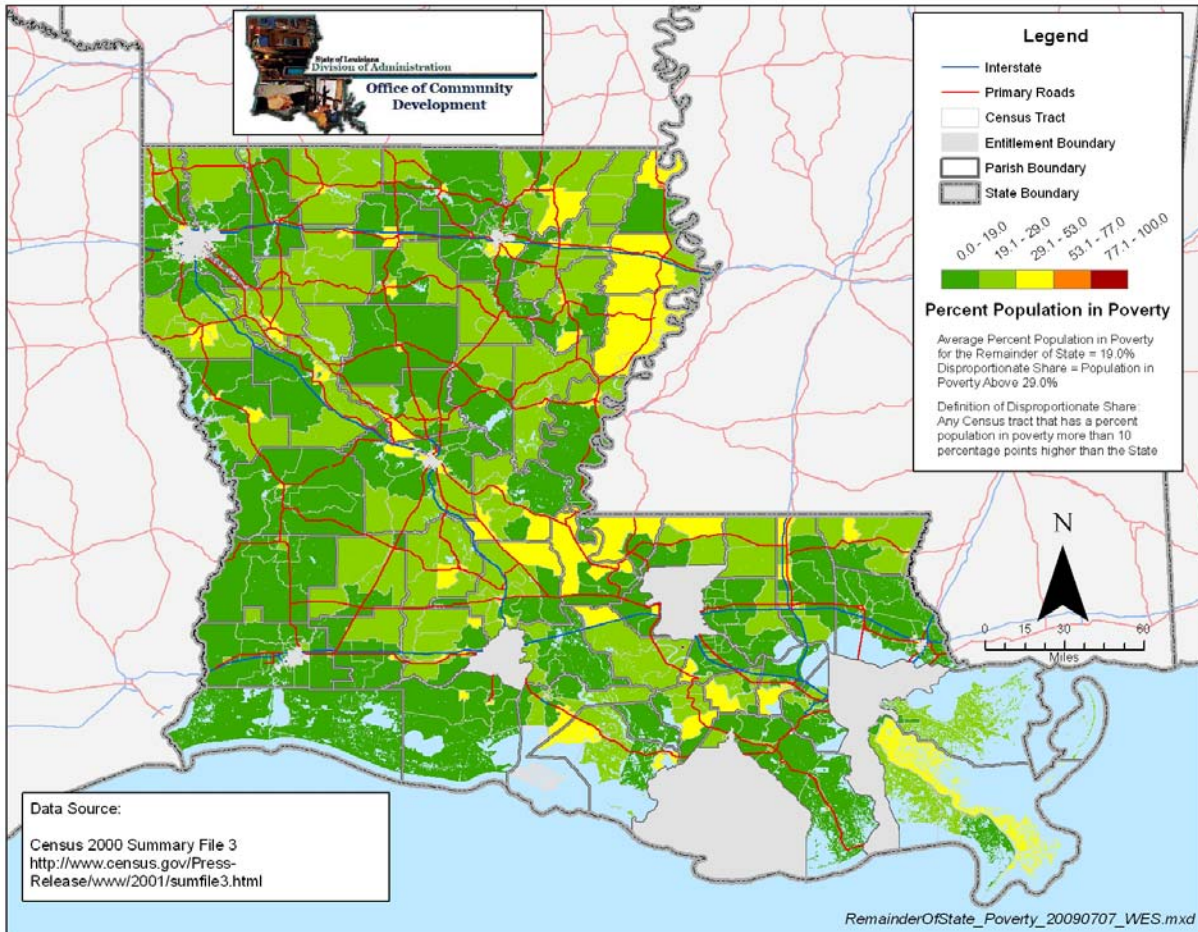 State of Louisiana
Division of Administration
Office of Community
Development
Legend
Interstate
Primary Roads
Census Tract
Entitlement Boundary
Parish Boundary
State Boundary
0.0 - 19.0
19.1 - 29.0
29.1 - 53.0
53.1 - 77.0
77.1 - 100.0
Percent Population in Poverty
Average Percent Population in Poverty
for the Remainder of State = 19.0%
Disproportionate Share = Population in
Poverty Above 29.0%
Definition of Disproportionate Share:
Any Census tract that has a percent
population in poverty more than 10
percentage points higher than the State
N
0 15 30 60
Miles
Data Source:
Census 2000 Summary File 3
http://www.census.gov/Press-
Release/www/2001/sumfile3.html
RemainderOfState_Poverty_20090707_WES.mxd